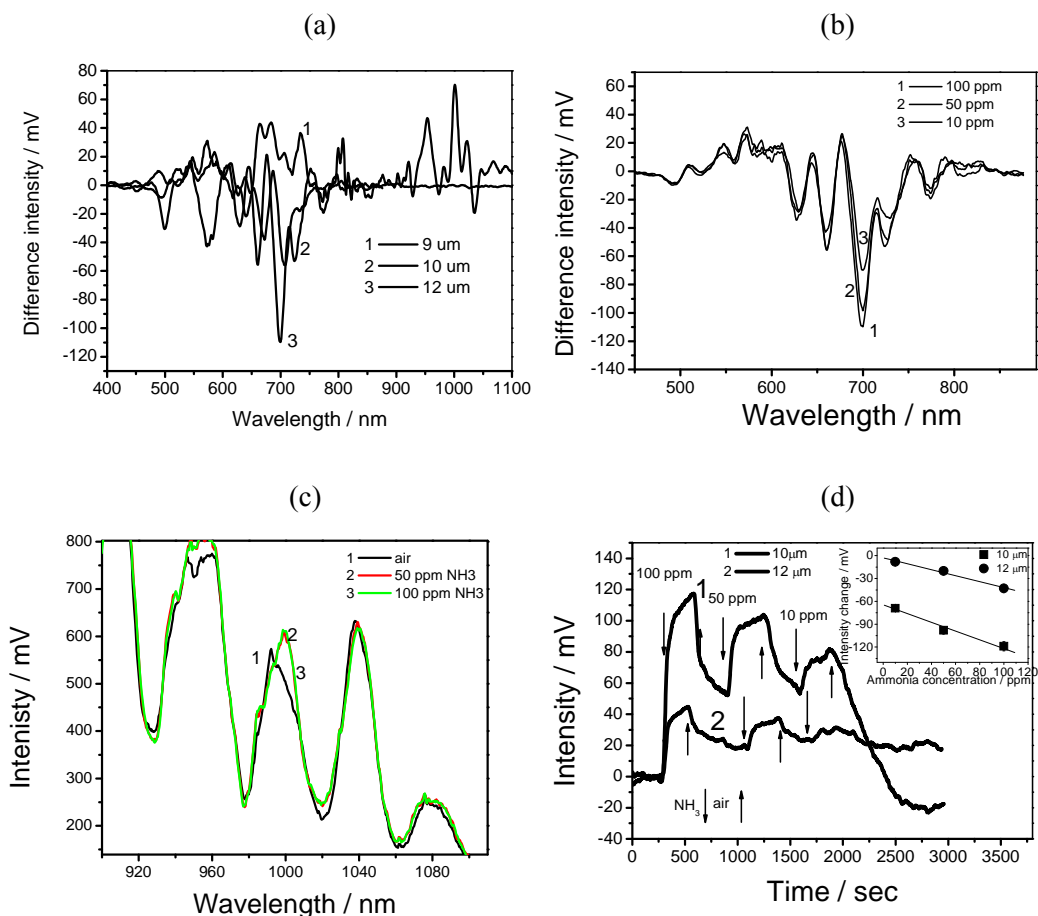 (a)
80
60
40
20
0
-20
-40
-60
-80
-100
-120
Difference intensity / mV
1
2
3
1 9 um
2 10 um
3 12 um
400 500 600 700 800 900 1000 1100
Wavelength / nm
(b)
60
40
20
0
-20
-40
-60
-80
-100
-120
-140
Difference intensity / mV
1 100 ppm
2 50 ppm
3 10 ppm
3
2
1
500 600 700 800
Wavelength / nm
(c)
800
700
600
500
400
300
200
Intenisty / mV
1 air
2 50 ppm NH3
3 100 ppm NH3
1
2
3
920 960 1000 1040 1080
Wavelength / nm
(d)
140
120
100
80
60
40
20
0
-20
-40
Intensity / mV
1 10μm
2 12 μm
100 ppm
1
50 ppm
10 ppm
2
NH3 air
0 500 1000 1500 2000 2500 3000 3500
Time / sec
0
-30
-60
-90
-120
Intensity change / mV
10 μm
12 μm
0 20 40 60 80 100 120
Ammonia concentration / ppm.